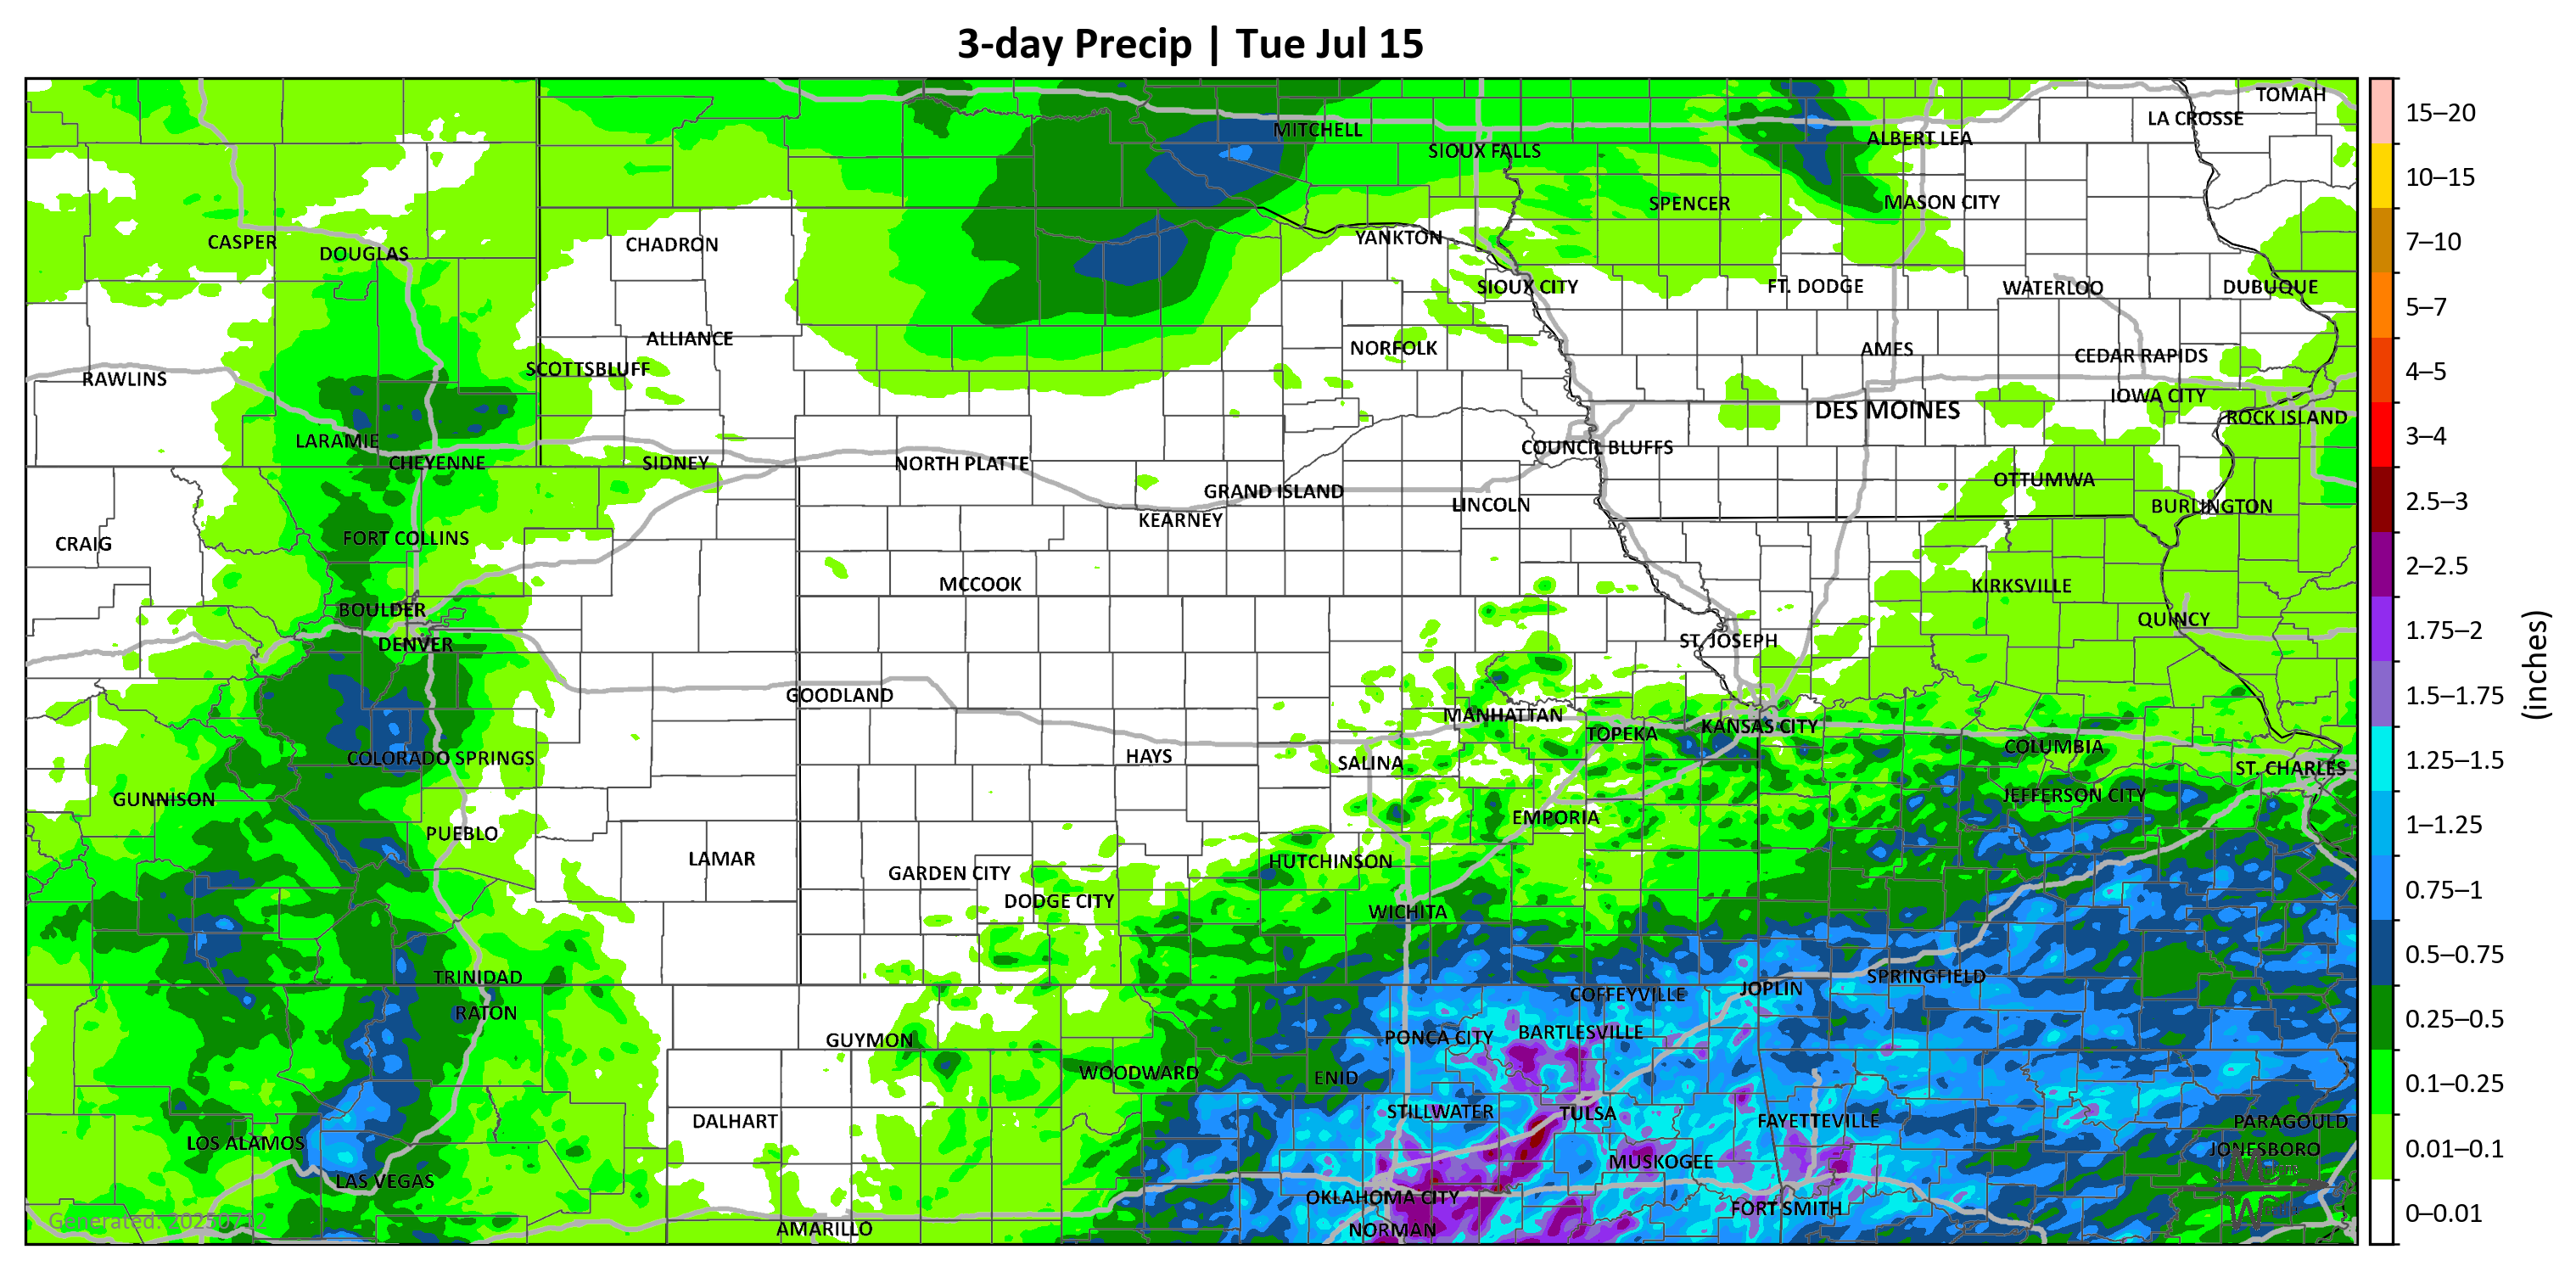 3-day Precip | Tue Jul 15
TOMAH
LA CROSSE
MITCHELL
ALBERT LEA
SIOUX FALLS
SPENCER
MASON CITY
CASPER
DOUGLAS
CHADRON
YANKTON
SIOUX CITY
FT. DODGE
WATERLOO
DUBUQUE
ALLIANCE
NORFOLK
AMES
CEDAR RAPIDS
RAWLINS
SCOTTSBLUFF
IOWA CITY
DES MOINES
ROCK ISLAND
LARAMIE
COUNCIL BLUFFS
CHEYENNE
SIDNEY
NORTH PLATTE
OTTUMWA
GRAND ISLAND
LINCOLN
BURLINGTON
KEARNEY
CRAIG
FORT COLLINS
MCCOOK
KIRKSVILLE
BOULDER
QUINCY
DENVER
ST. JOSEPH
GOODLAND
MANHATTAN
KANSAS CITY
TOPEKA
COLUMBIA
COLORADO SPRINGS
HAYS
SALINA
ST. CHARLES
GUNNISON
JEFFERSON CITY
EMPORIA
PUEBLO
LAMAR
HUTCHINSON
GARDEN CITY
DODGE CITY
WICHITA
TRINIDAD
SPRINGFIELD
JOPLIN
COFFEYVILLE
RATON
BARTLESVILLE
PONCA CITY
GUYMON
WOODWARD
ENID
STILLWATER
TULSA
DALHART
FAYETTEVILLE
PARAGOULD
LOS ALAMOS
JONESBORO
MUSKOGEE
LAS VEGAS
OKLAHOMA CITY
FORT SMITH
AMARILLO
NORMAN
Generated: 20250712
15–20
10–15
7–10
5–7
4–5
3–4
2.5–3
2–2.5
1.75–2
1.5–1.75
1.25–1.5
1–1.25
0.75–1
0.5–0.75
0.25–0.5
0.1–0.25
0.01–0.1
0–0.01
(inches)